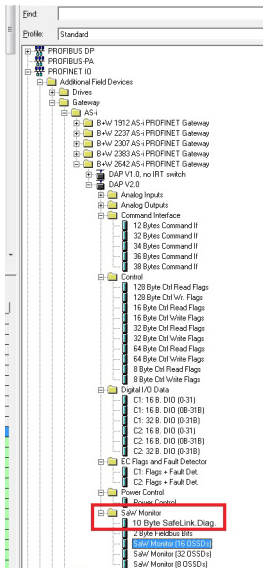 Find:
Profile:
Standard
PROFIBUS DP
PROFIBUS-PA
PROFINET IO
Additional Field Devices
Drives
Gateway
AS-i
B+W 1912 AS-i PROFINET Gateway
B+W 2237 AS-i PROFINET Gateway
B+W 2307 AS-i PROFINET Gateway
B+W 2383 AS-i PROFINET Gateway
B+W 2642 AS-i PROFINET Gateway
DAP V1.0, no IRT switch
DAP V2.0
Analog Inputs
Analog Outputs
Command Interface
12 Bytes Command If
32 Bytes Command If
34 Bytes Command If
36 Bytes Command If
38 Bytes Command If
Control
128 Byte Ctrl Read Flags
128 Byte Ctrl Wr. Flags
16 Byte Ctrl Read Flags
16 Byte Ctrl Write Flags
32 Byte Ctrl Read Flags
32 Byte Ctrl Write Flags
64 Byte Ctrl Read Flags
64 Byte Ctrl Write Flags
8 Byte Ctrl Read Flags
8 Byte Ctrl Write Flags
Digital I/O Data
C1: 16 B. DIO (0-31)
C1: 16 B. DIO (0B-31B)
C1: 32 B. DIO (0-31B)
C2: 16 B. DIO (0-31)
C2: 16 B. DIO (0B-31B)
C2: 32 B. DIO (0-31B)
EC Flags and Fault Detector
C1: Flags + Fault Det.
C2: Flags + Fault Det.
Power Control
Power Control
SaW Monitor
10 Byte SafeLink.Diag.
2 Byte Fieldbus Bits
SaW Monitor (16 OSSDs)
SaW Monitor (32 OSSDs)
SaW Monitor (8 OSSDs)